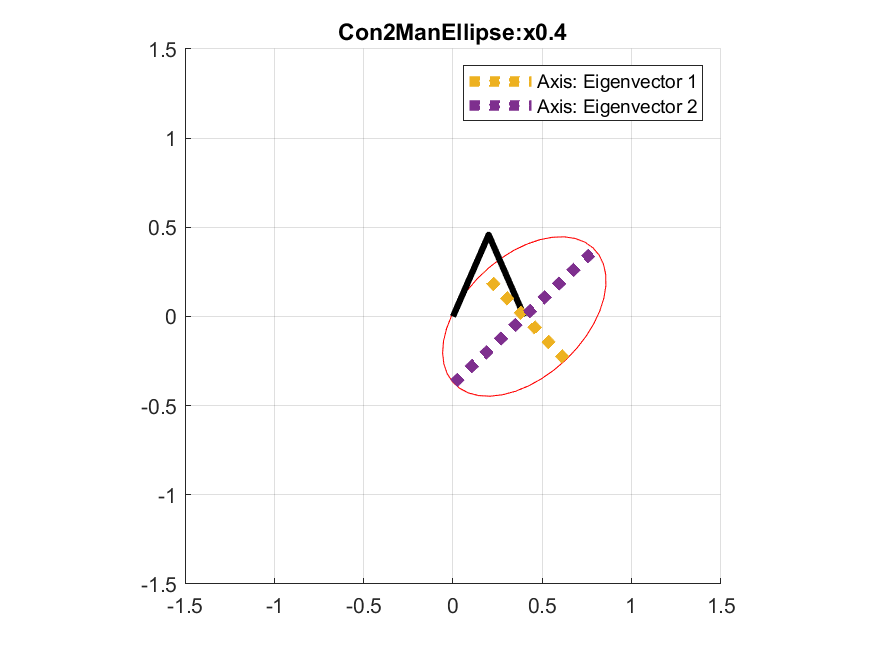 Con2ManEllipse:x0.4
Axis: Eigenvector 1
Axis: Eigenvector 2
1.5
1
0.5
0
-0.5
-1
-1.5
-1.5 -1 -0.5 0 0.5 1 1.5